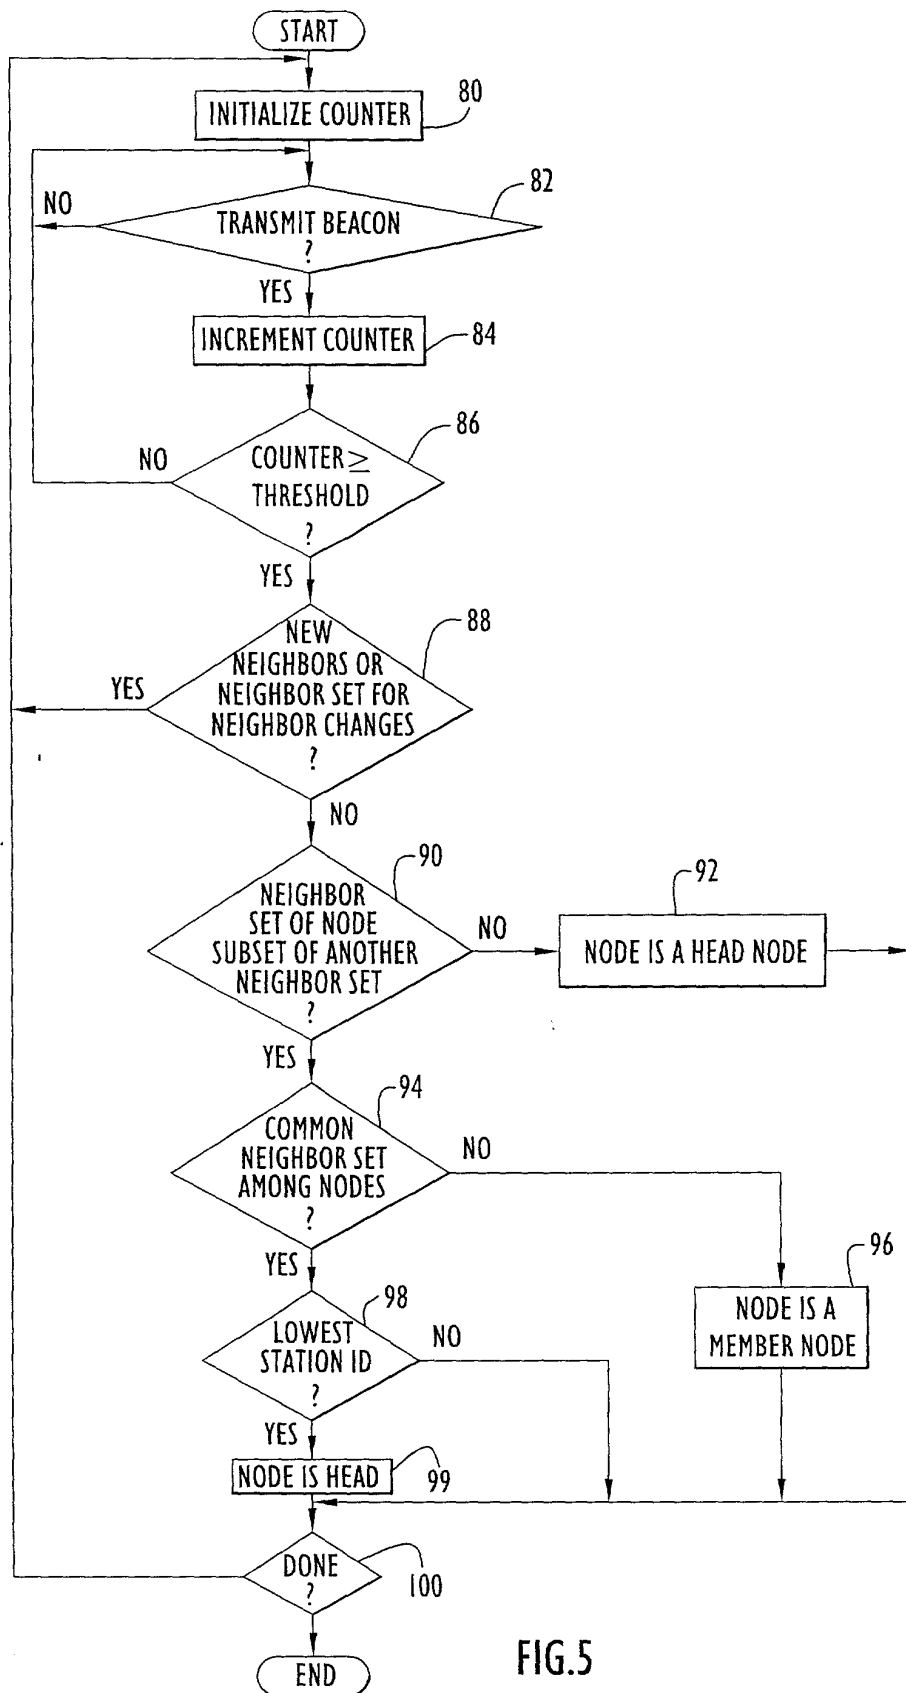 START
INITIALIZE COUNTER
80
NO
TRANSMIT BEACON
?
82
YES
INCREMENT COUNTER
84
NO
COUNTER ≥
THRESHOLD
?
86
YES
YES
NEW
NEIGHBORS OR
NEIGHBOR SET FOR
NEIGHBOR CHANGES
?
88
NO
NEIGHBOR
SET OF NODE
SUBSET OF ANOTHER
NEIGHBOR SET
?
90
NO
92
NODE IS A HEAD NODE
YES
COMMON
NEIGHBOR SET
AMONG NODES
?
94
NO
YES
96
NODE IS A
MEMBER NODE
LOWEST
STATION ID
?
98
NO
YES
NODE IS HEAD
99
DONE
?
100
END
FIG.5